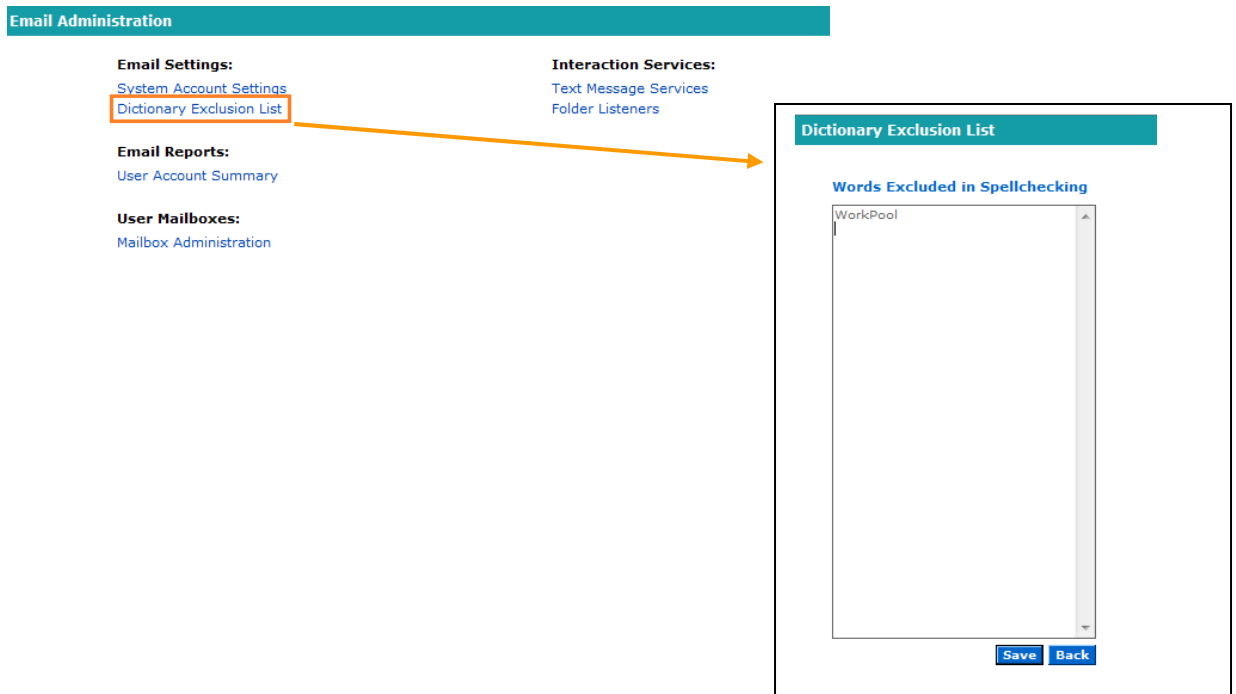 Email Administration
Email Settings:
System Account Settings
Dictionary Exclusion List
Email Reports:
User Account Summary
User Mailboxes:
Mailbox Administration
Interaction Services:
Text Message Services
Folder Listeners
Dictionary Exclusion List
Words Excluded in Spellchecking
WorkPool
Save Back